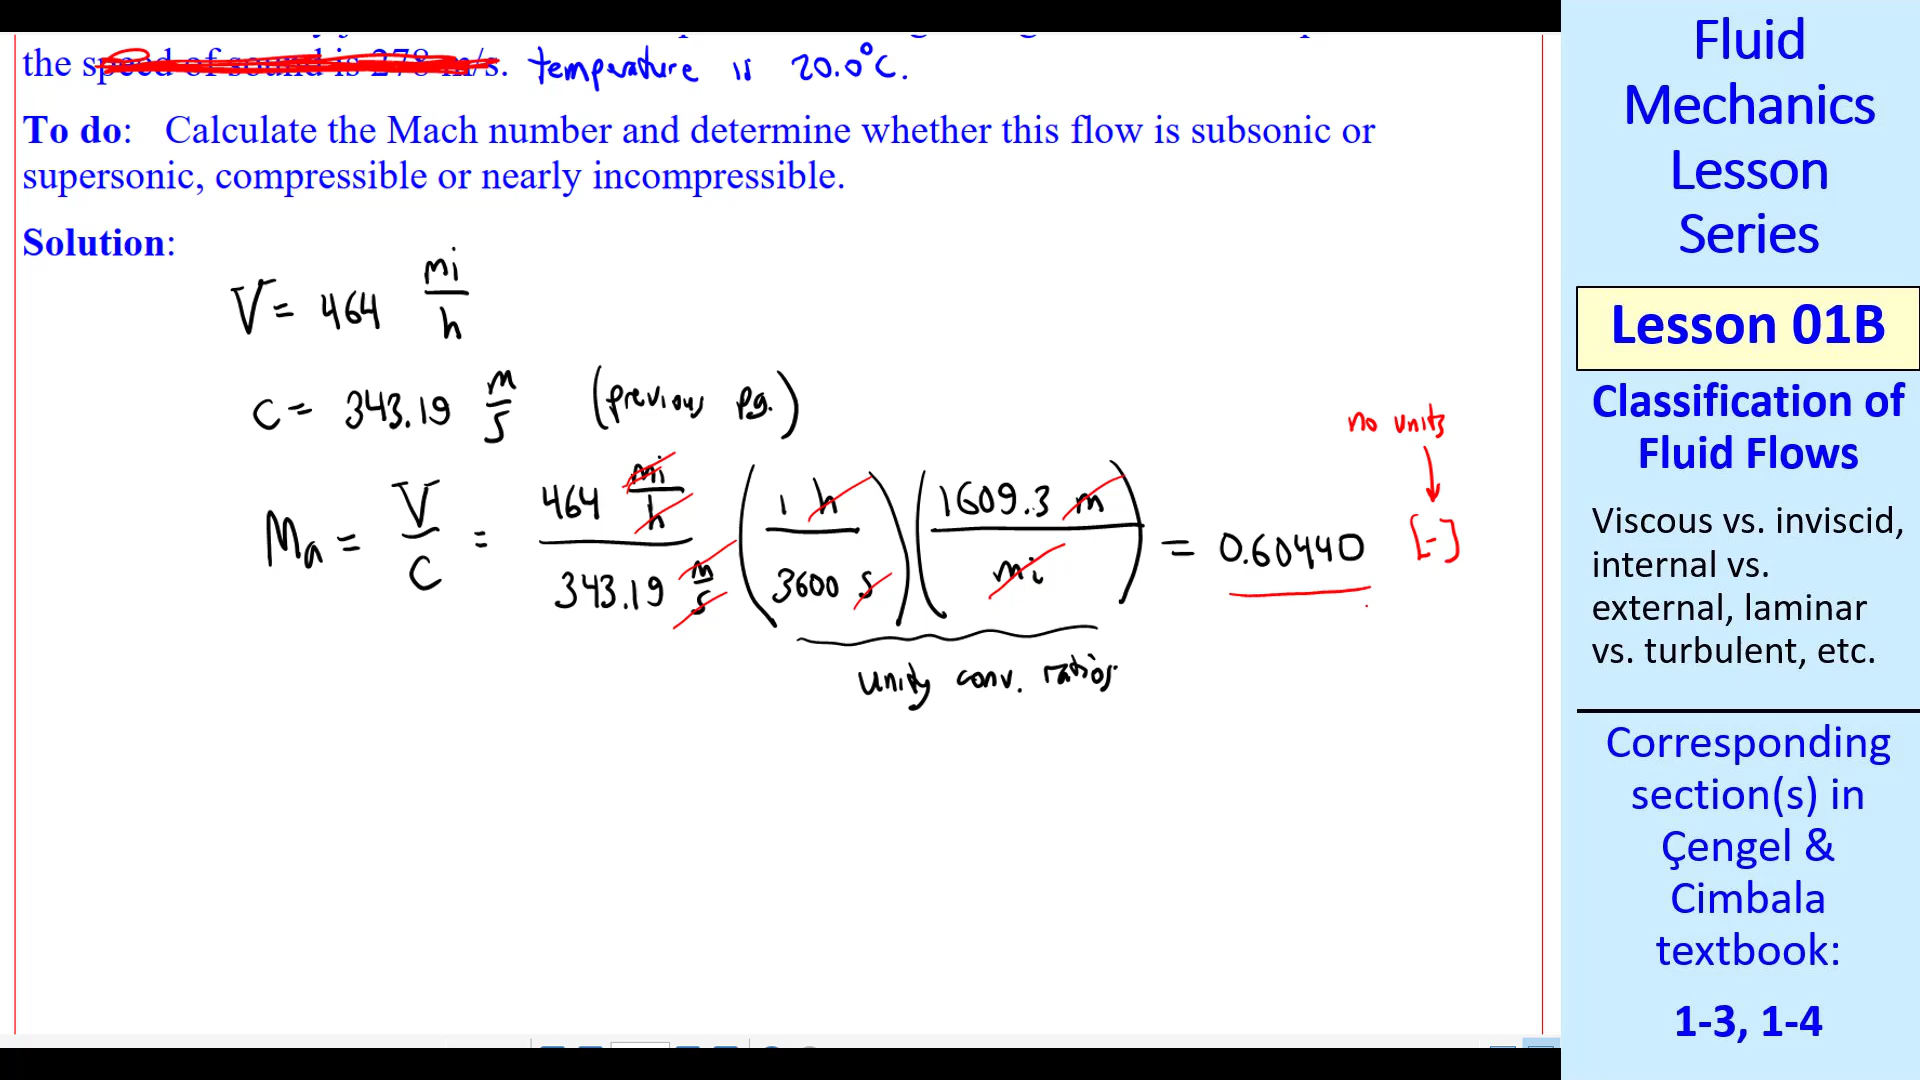 the speed of sound is 278 m/s. temperature is 20.0°C.
To do: Calculate the Mach number and determine whether this flow is subsonic or
supersonic, compressible or nearly incompressible.
Solution:
V = 464 mi/h
c = 343.19 m/s (previous pg.)
Ma = V/c = (464 mi/h)/(343.19 m/s) (1 h/3600 s) (1609.3 m/mi) = 0.60440 [-]
no units
unity conv. ratios
Fluid
Mechanics
Lesson
Series
Lesson 01B
Classification of
Fluid Flows
Viscous vs. inviscid,
internal vs.
external, laminar
vs. turbulent, etc.
Corresponding
section(s) in
Çengel &
Cimbala
textbook:
1-3, 1-4